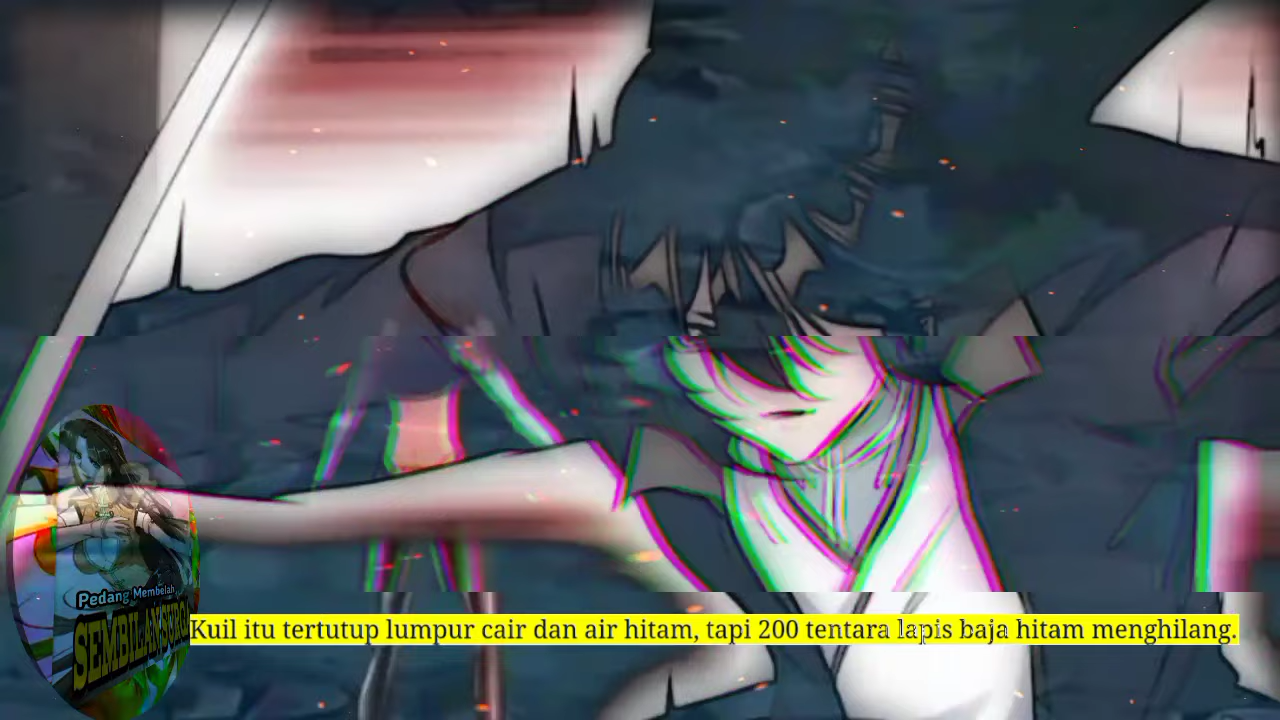 Pedang Membelah
SEMBILAN SURGA
Kuil itu tertutup lumpur cair dan air hitam, tapi 200 tentara lapis baja hitam menghilang.